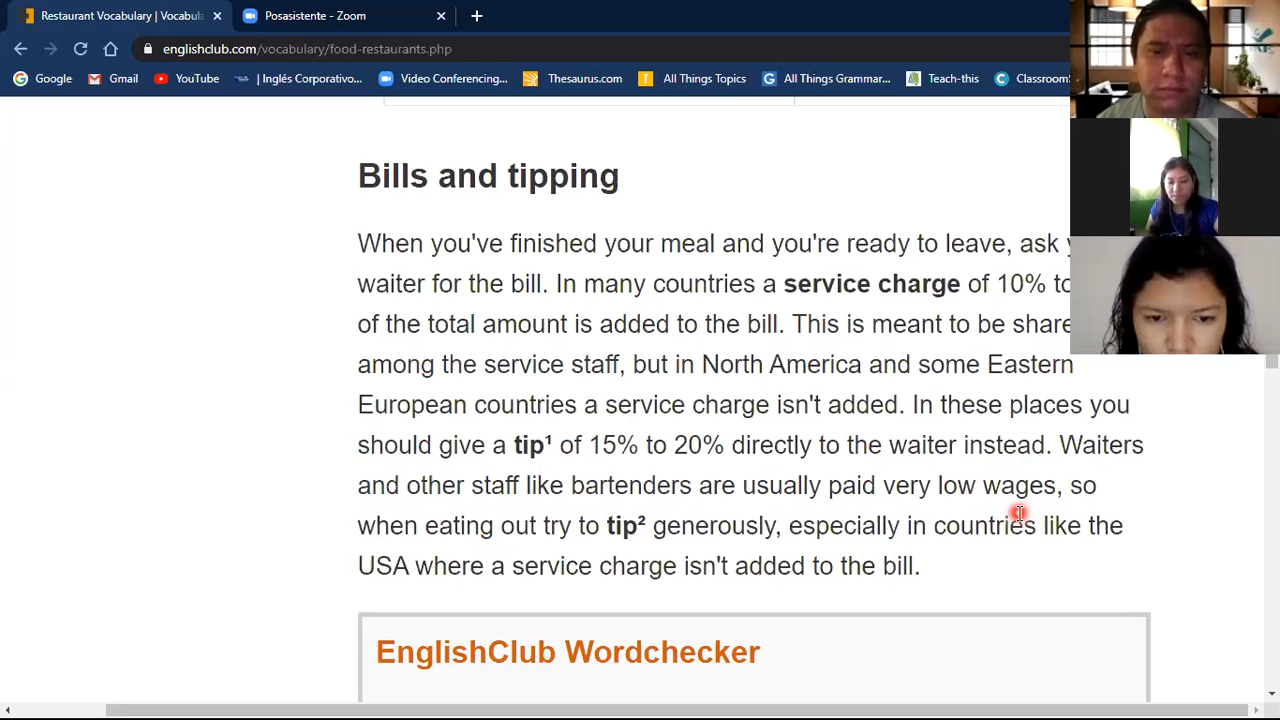 Restaurant Vocabulary | Vocabula
Posasistente - Zoom
englishclub.com/vocabulary/food-restaurants.php
Google
Gmail
YouTube
| Inglés Corporativo...
Video Conferencing...
Thesaurus.com
All Things Topics
All Things Grammar...
Teach-this
ClassroomS
Bills and tipping
When you've finished your meal and you're ready to leave, ask y
waiter for the bill. In many countries a service charge of 10% to
of the total amount is added to the bill. This is meant to be share
among the service staff, but in North America and some Eastern
European countries a service charge isn't added. In these places you
should give a tip¹ of 15% to 20% directly to the waiter instead. Waiters
and other staff like bartenders are usually paid very low wages, so
when eating out try to tip² generously, especially in countries like the
USA where a service charge isn't added to the bill.
EnglishClub Wordchecker